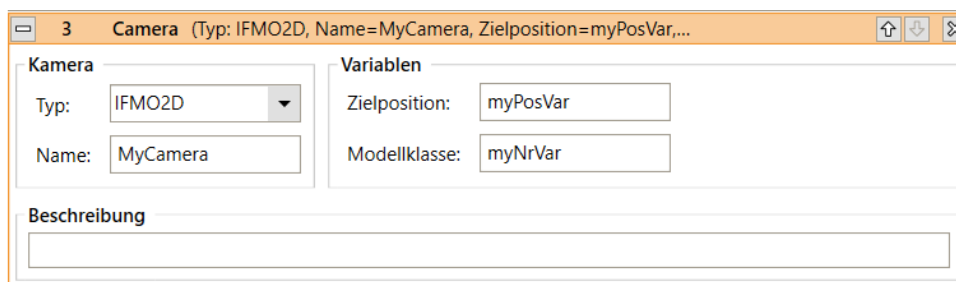 3 Camera (Typ: IFMO2D, Name=MyCamera, Zielposition=myPosVar,...
Kamera
Typ: IFMO2D
Name: MyCamera
Variablen
Zielposition: myPosVar
Modellklasse: myNrVar
Beschreibung